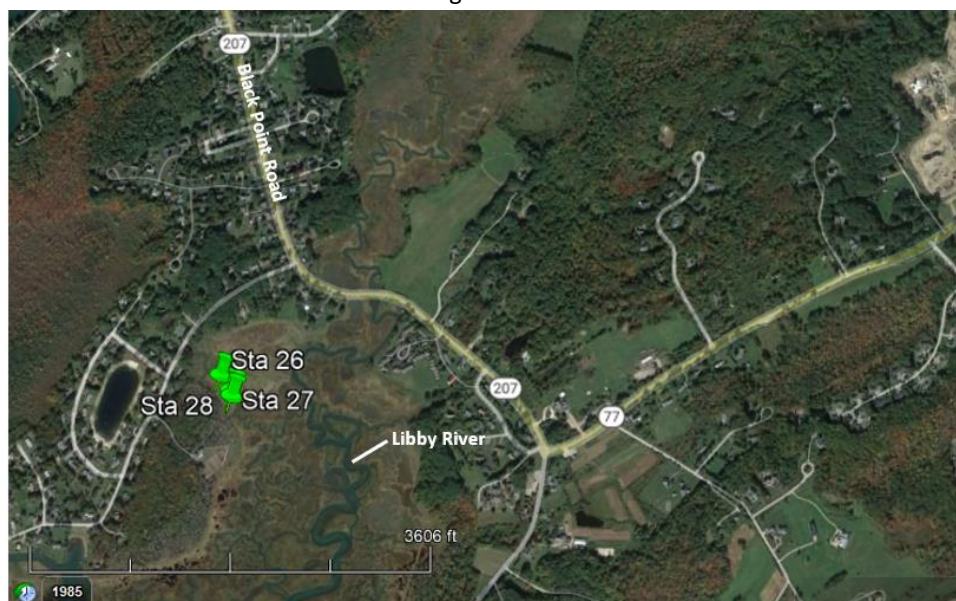 207
Black Point Road
Sta 26
Sta 28
Sta 27
207
77
Libby River
3606 ft
1985